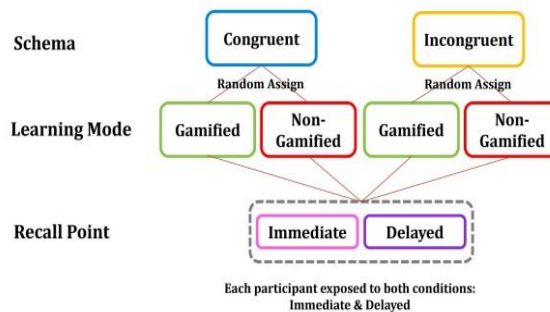 Schema
Congruent
Incongruent
Random Assign
Random Assign
Learning Mode
Gamified
Non-
Gamified
Gamified
Non-
Gamified
Recall Point
Immediate
Delayed
Each participant exposed to both conditions:
Immediate & Delayed